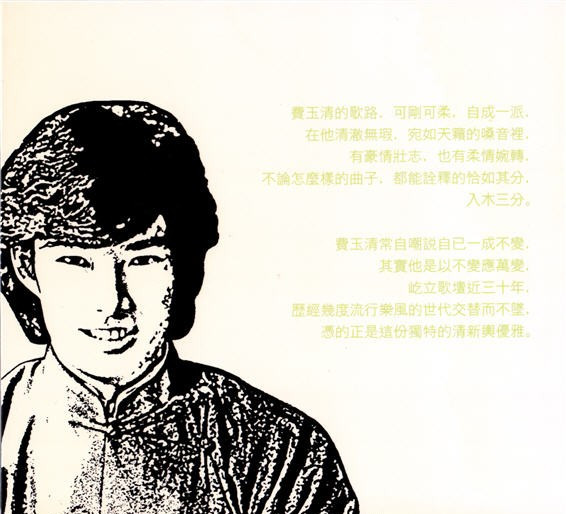 費玉清的歌路，可剛可柔，自成一派，
在他清澈無瑕，宛如天籟的嗓音裡，
有豪情壯志，也有柔情婉轉，
不論怎麼樣的曲子，都能詮釋的恰如其分，
入木三分。
費玉清常自嘲說自已一成不變，
其實他是以不變應萬變，
屹立歌壇近三十年，
歷經幾度流行樂風的世代交替而不墜，
憑的正是這份獨特的清新輿優雅。